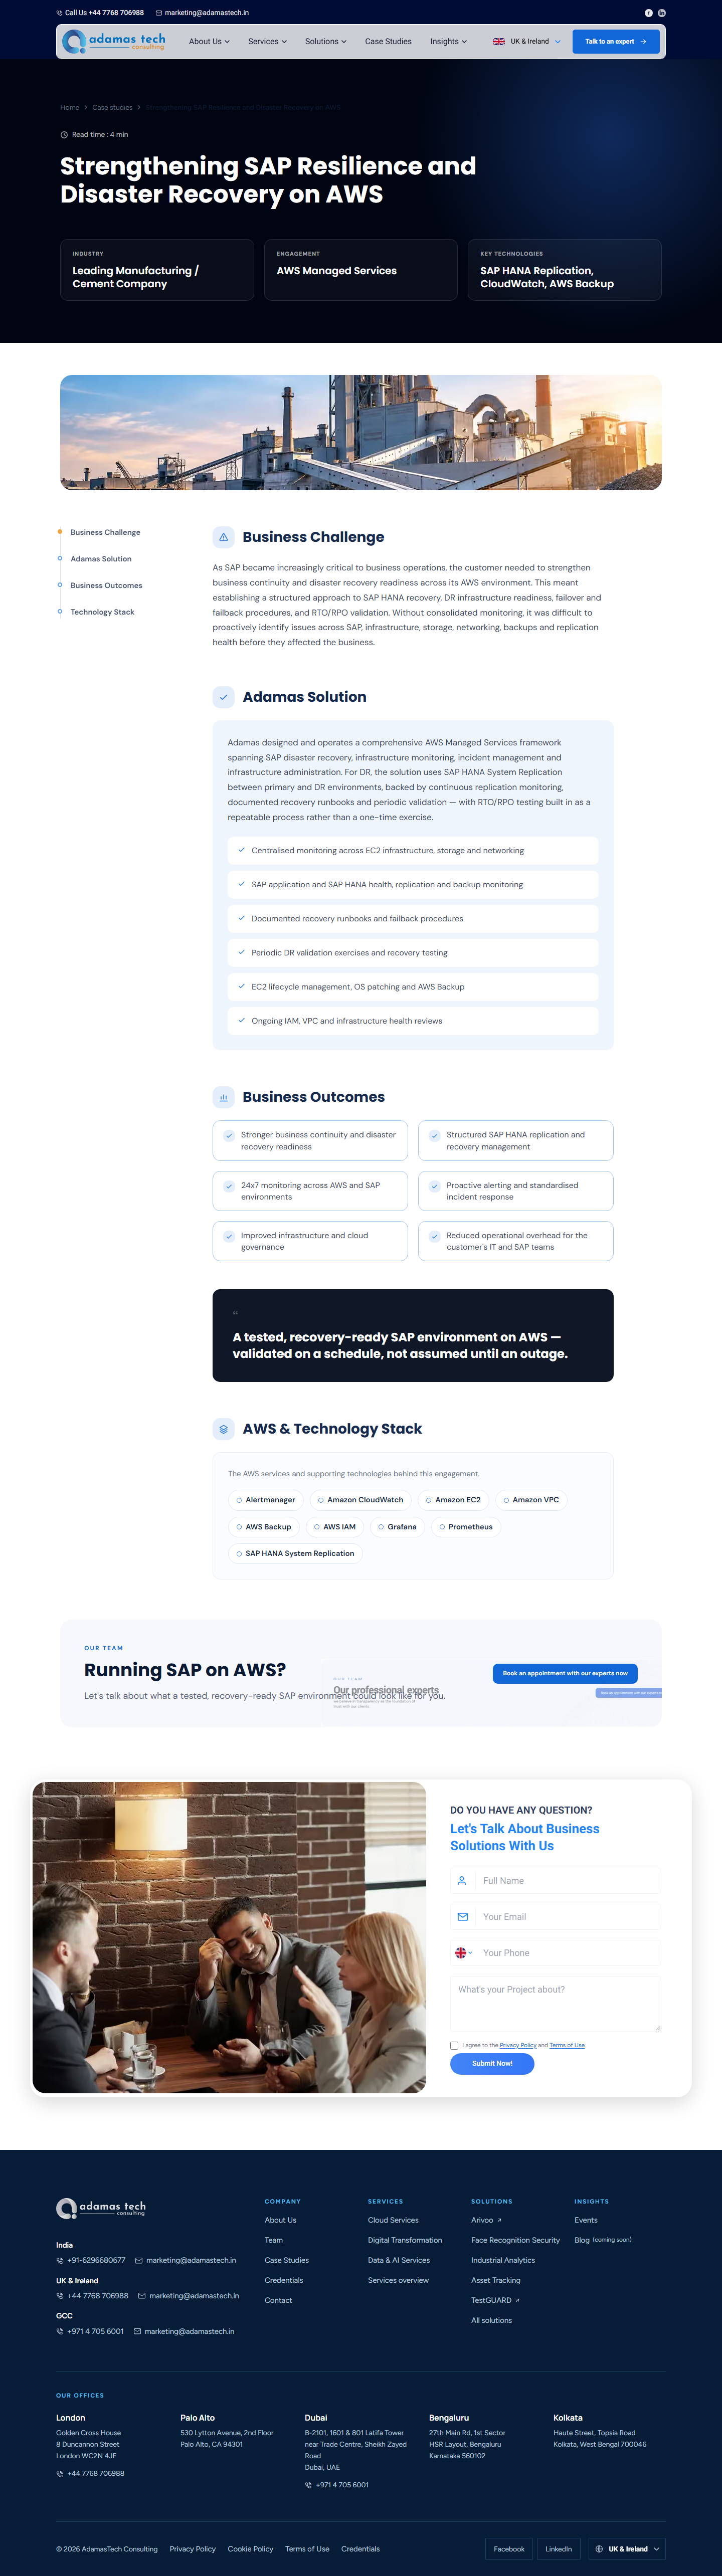 Call Us +44 7768 706988
marketing@adamastech.in
adamas tech
consulting
About Us
Services
Solutions
Case Studies
Insights
UK & Ireland
Talk to an expert
Home > Case studies > Strengthening SAP Resilience and Disaster Recovery on AWS
Read time : 4 min
Strengthening SAP Resilience and
Disaster Recovery on AWS
INDUSTRY
Leading Manufacturing /
Cement Company
ENGAGEMENT
AWS Managed Services
KEY TECHNOLOGIES
SAP HANA Replication,
CloudWatch, AWS Backup
Business Challenge
Adamas Solution
Business Outcomes
Technology Stack
Business Challenge
As SAP became increasingly critical to business operations, the customer needed to strengthen
business continuity and disaster recovery readiness across its AWS environment. This meant
establishing a structured approach to SAP HANA recovery, DR infrastructure readiness, failover and
failback procedures, and RTO/RPO validation. Without consolidated monitoring, it was difficult to
proactively identify issues across SAP, infrastructure, storage, networking, backups and replication
health before they affected the business.
Adamas Solution
Adamas designed and operates a comprehensive AWS Managed Services framework
spanning SAP disaster recovery, infrastructure monitoring, incident management and
infrastructure administration. For DR, the solution uses SAP HANA System Replication
between primary and DR environments, backed by continuous replication monitoring,
documented recovery runbooks and periodic validation — with RTO/RPO testing built in as a
repeatable process rather than a one-time exercise.
Centralised monitoring across EC2 infrastructure, storage and networking
SAP application and SAP HANA health, replication and backup monitoring
Documented recovery runbooks and failback procedures
Periodic DR validation exercises and recovery testing
EC2 lifecycle management, OS patching and AWS Backup
Ongoing IAM, VPC and infrastructure health reviews
Business Outcomes
Stronger business continuity and disaster
recovery readiness
Structured SAP HANA replication and
recovery management
24x7 monitoring across AWS and SAP
environments
Proactive alerting and standardised
incident response
Improved infrastructure and cloud
governance
Reduced operational overhead for the
customer's IT and SAP teams
“
A tested, recovery-ready SAP environment on AWS —
validated on a schedule, not assumed until an outage.
AWS & Technology Stack
The AWS services and supporting technologies behind this engagement.
Alertmanager
Amazon CloudWatch
Amazon EC2
Amazon VPC
AWS Backup
AWS IAM
Grafana
Prometheus
SAP HANA System Replication
OUR TEAM
Running SAP on AWS?
Let's talk about what a tested, recovery-ready SAP environment could look like for you.
OUR TEAM
Our professional experts
Book an appointment with our experts now
DO YOU HAVE ANY QUESTION?
Let's Talk About Business
Solutions With Us
Full Name
Your Email
Your Phone
What's your Project about?
I agree to the Privacy Policy and Terms of Use
Submit Now!
adamas tech
consulting
India
+91-6296680677
marketing@adamastech.in
UK & Ireland
+44 7768 706988
marketing@adamastech.in
GCC
+971 4 705 6001
marketing@adamastech.in
COMPANY
About Us
Team
Case Studies
Credentials
Contact
SERVICES
Cloud Services
Digital Transformation
Data & AI Services
Services overview
SOLUTIONS
Arivoo
Face Recognition Security
Industrial Analytics
Asset Tracking
TestGUARD
All solutions
INSIGHTS
Events
Blog (coming soon)
OUR OFFICES
London
Golden Cross House
8 Duncannon Street
London WC2N 4JF
+44 7768 706988
Palo Alto
530 Lytton Avenue, 2nd Floor
Palo Alto, CA 94301
Dubai
B-2101, 1601 & 801 Latifa Tower
near Trade Centre, Sheikh Zayed
Road
Dubai, UAE
+971 4 705 6001
Bengaluru
27th Main Rd, 1st Sector
HSR Layout, Bengaluru
Karnataka 560102
Kolkata
Haute Street, Topsia Road
Kolkata, West Bengal 700046
© 2026 AdamasTech Consulting
Privacy Policy
Cookie Policy
Terms of Use
Credentials
Facebook
LinkedIn
UK & Ireland